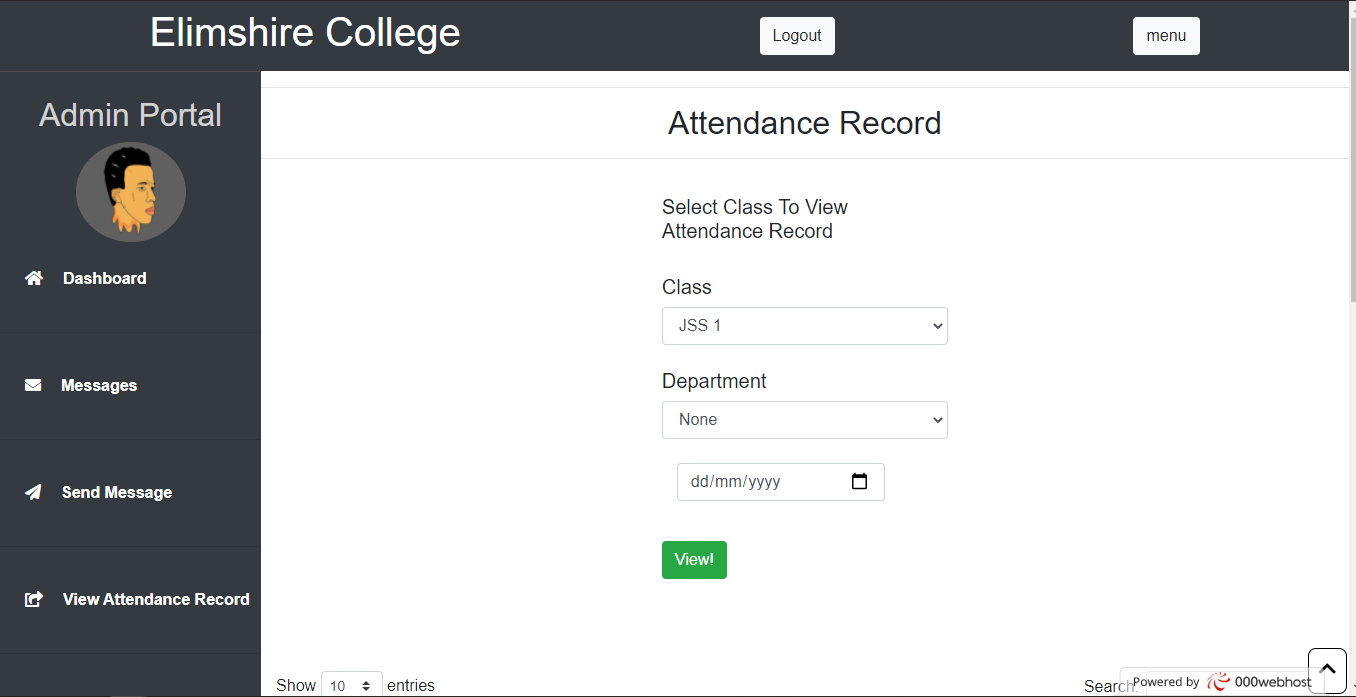 Elimshire College
Logout
menu
Admin Portal
Dashboard
Messages
Send Message
View Attendance Record
Attendance Record
Select Class To View
Attendance Record
Class
JSS 1
Department
None
dd/mm/yyyy
View!
Show 10 entries
Search:
Powered by 000webhost